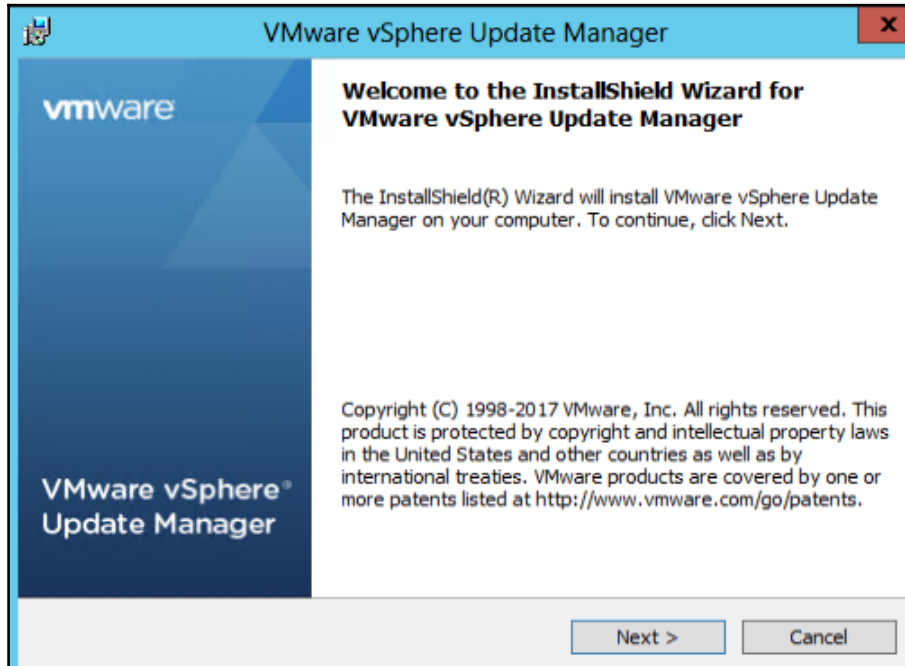 VMware vSphere Update Manager
x
vmware
Welcome to the InstallShield Wizard for
VMware vSphere Update Manager
The InstallShield(R) Wizard will install VMware vSphere Update
Manager on your computer. To continue, click Next.
Copyright (C) 1998-2017 VMware, Inc. All rights reserved. This
product is protected by copyright and intellectual property laws
in the United States and other countries as well as by
international treaties. VMware products are covered by one or
more patents listed at http://www.vmware.com/go/patents.
VMware vSphere®
Update Manager
Next >
Cancel